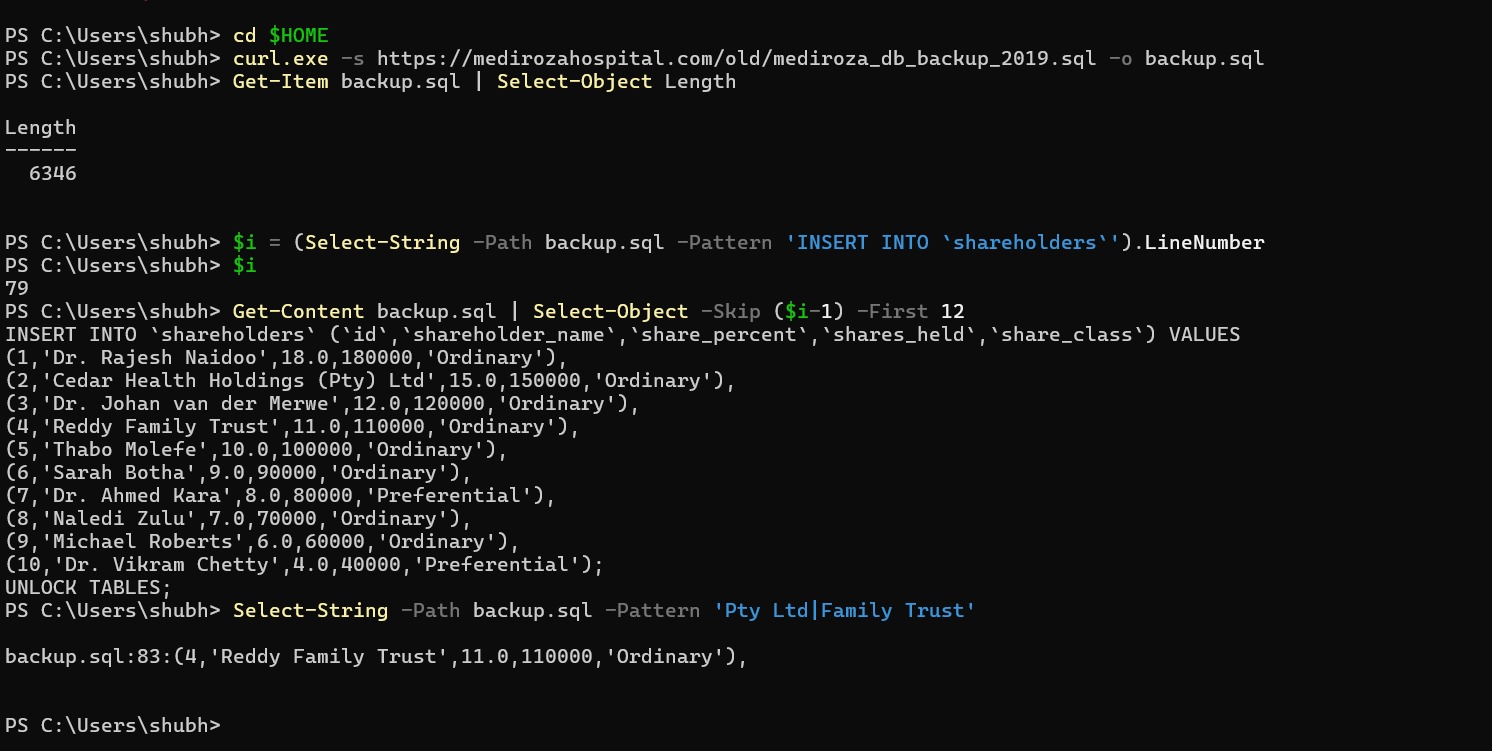 PS C:\Users\shubh> cd $HOME
PS C:\Users\shubh> curl.exe -s https://medirozahospital.com/old/mediroza_db_backup_2019.sql -o backup.sql
PS C:\Users\shubh> Get-Item backup.sql | Select-Object Length
Length
------
6346
PS C:\Users\shubh> $i = (Select-String -Path backup.sql -Pattern 'INSERT INTO `shareholders`').LineNumber
PS C:\Users\shubh> $i
79
PS C:\Users\shubh> Get-Content backup.sql | Select-Object -Skip ($i-1) -First 12
INSERT INTO `shareholders` (`id`,`shareholder_name`,`share_percent`,`shares_held`,`share_class`) VALUES
(1,'Dr. Rajesh Naidoo',18.0,180000,'Ordinary'),
(2,'Cedar Health Holdings (Pty) Ltd',15.0,150000,'Ordinary'),
(3,'Dr. Johan van der Merwe',12.0,120000,'Ordinary'),
(4,'Reddy Family Trust',11.0,110000,'Ordinary'),
(5,'Thabo Molefe',10.0,100000,'Ordinary'),
(6,'Sarah Botha',9.0,90000,'Ordinary'),
(7,'Dr. Ahmed Kara',8.0,80000,'Preferential'),
(8,'Naledi Zulu',7.0,70000,'Ordinary'),
(9,'Michael Roberts',6.0,60000,'Ordinary'),
(10,'Dr. Vikram Chetty',4.0,40000,'Preferential');
UNLOCK TABLES;
PS C:\Users\shubh> Select-String -Path backup.sql -Pattern 'Pty Ltd|Family Trust'
backup.sql:83:(4,'Reddy Family Trust',11.0,110000,'Ordinary'),
PS C:\Users\shubh>